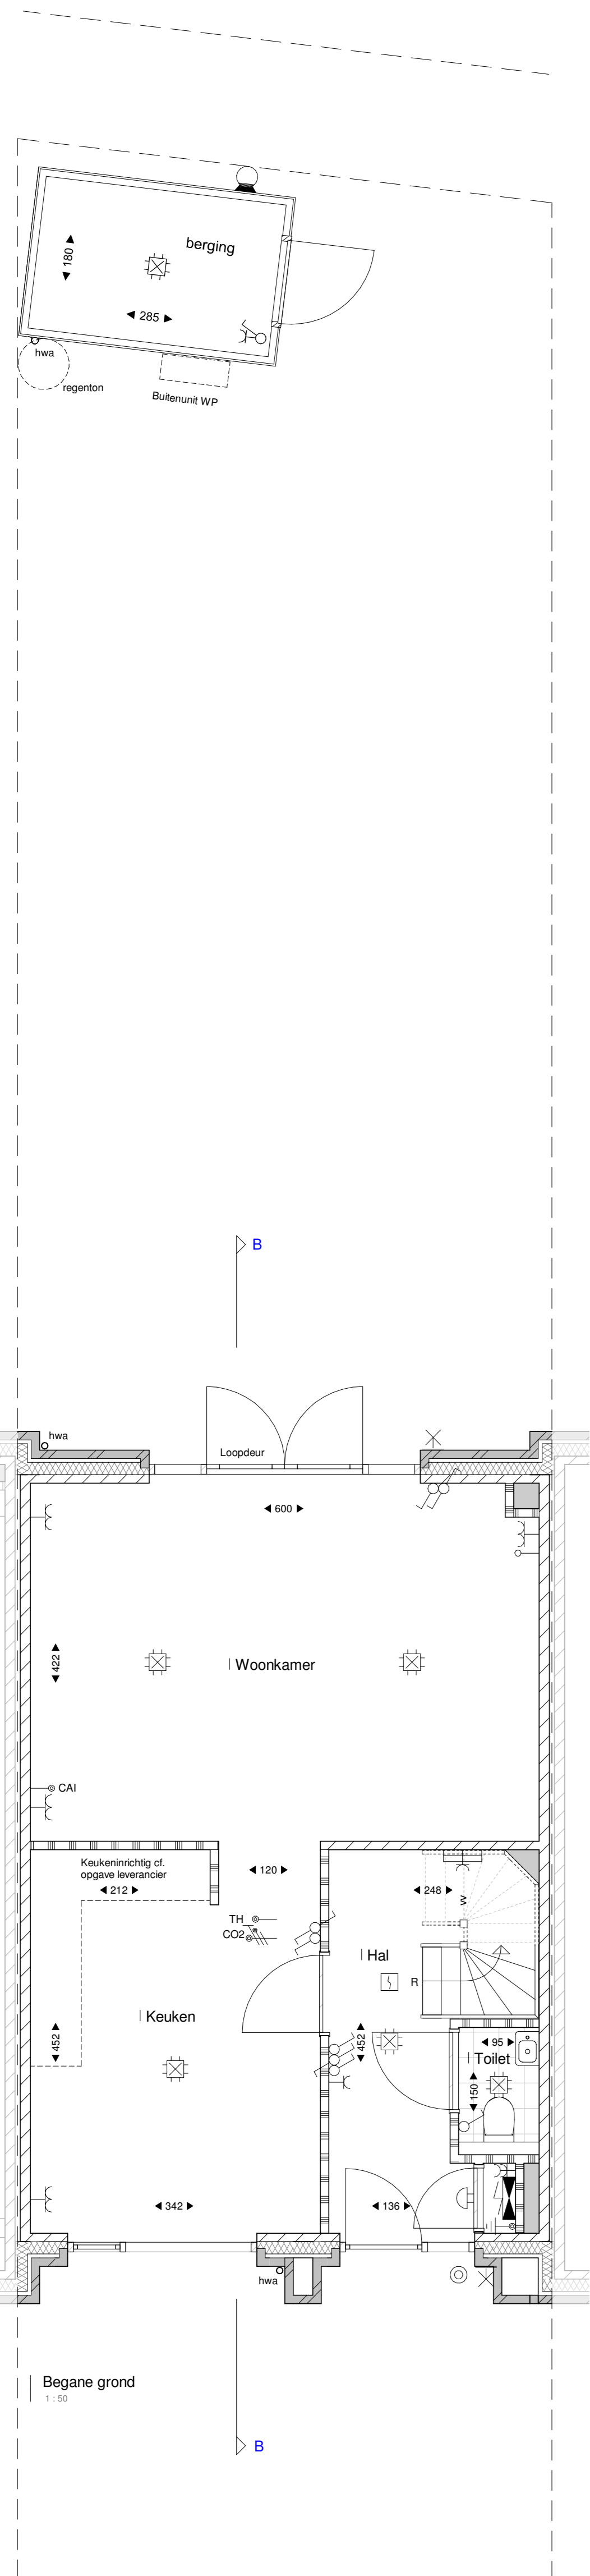 berging
180
285
hwa
regenton
Buitenunit WP
B
hwa
Loopdeur
600
422
Woonkamer
CAI
Keukeninrichtig cf.
opgave leverancier
212
120
248
W
TH
CO2
Hal
R
Keuken
452
452
95
Toilet
150
342
136
hwa
Begane grond
1 : 50
B